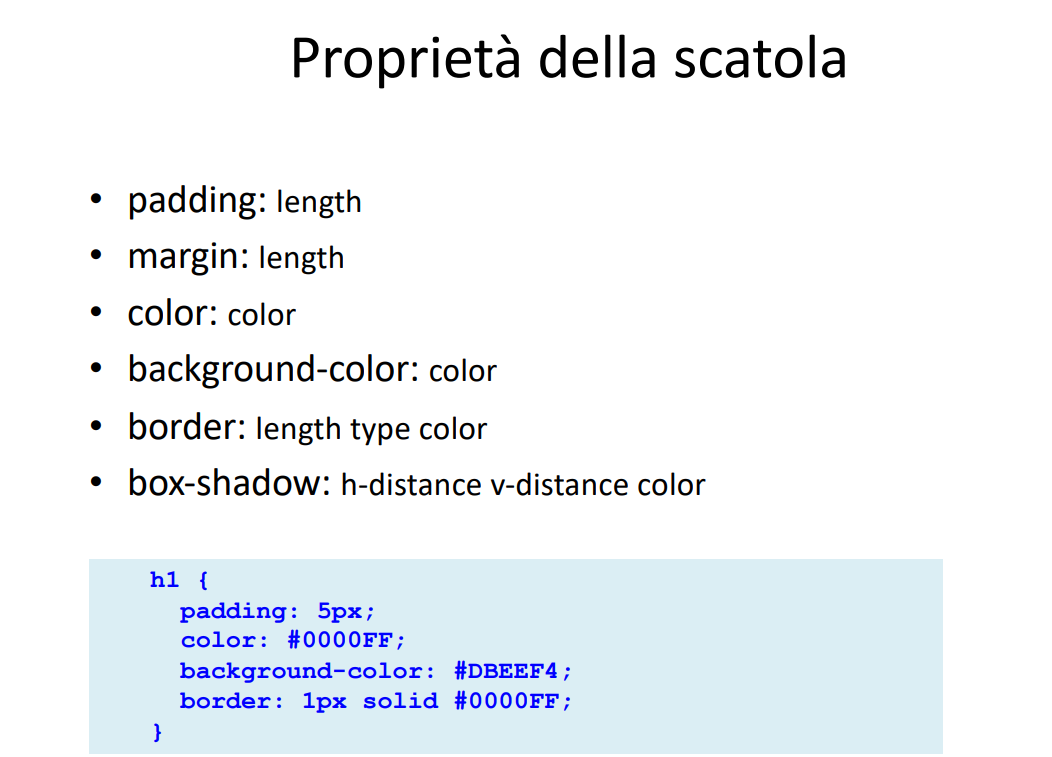 Proprietà della scatola
• padding: length
• margin: length
• color: color
• background-color: color
• border: length type color
• box-shadow: h-distance v-distance color
h1 {
padding: 5px;
color: #0000FF;
background-color: #DBEEF4;
border: 1px solid #0000FF;
}